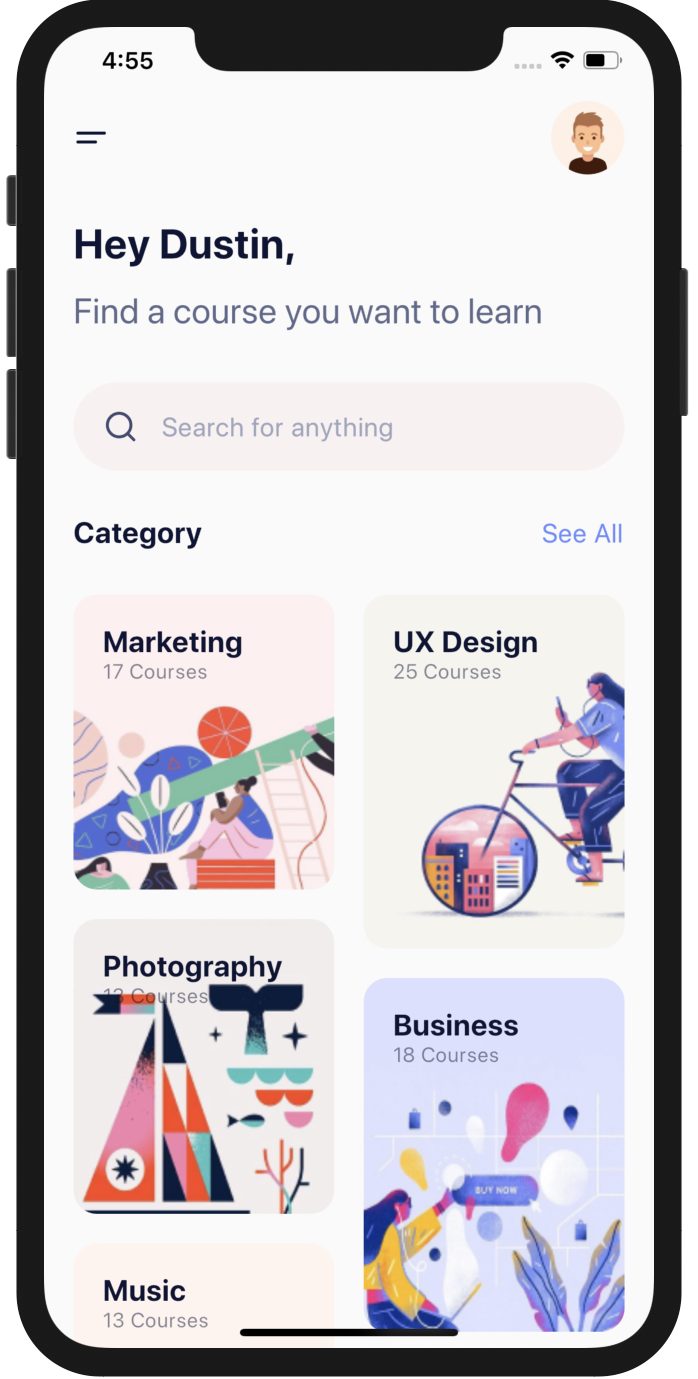 4:55
Hey Dustin,
Find a course you want to learn
Search for anything
Category
See All
Marketing
17 Courses
UX Design
25 Courses
Photography
13 Courses
Business
18 Courses
BUY NOW
Music
13 Courses